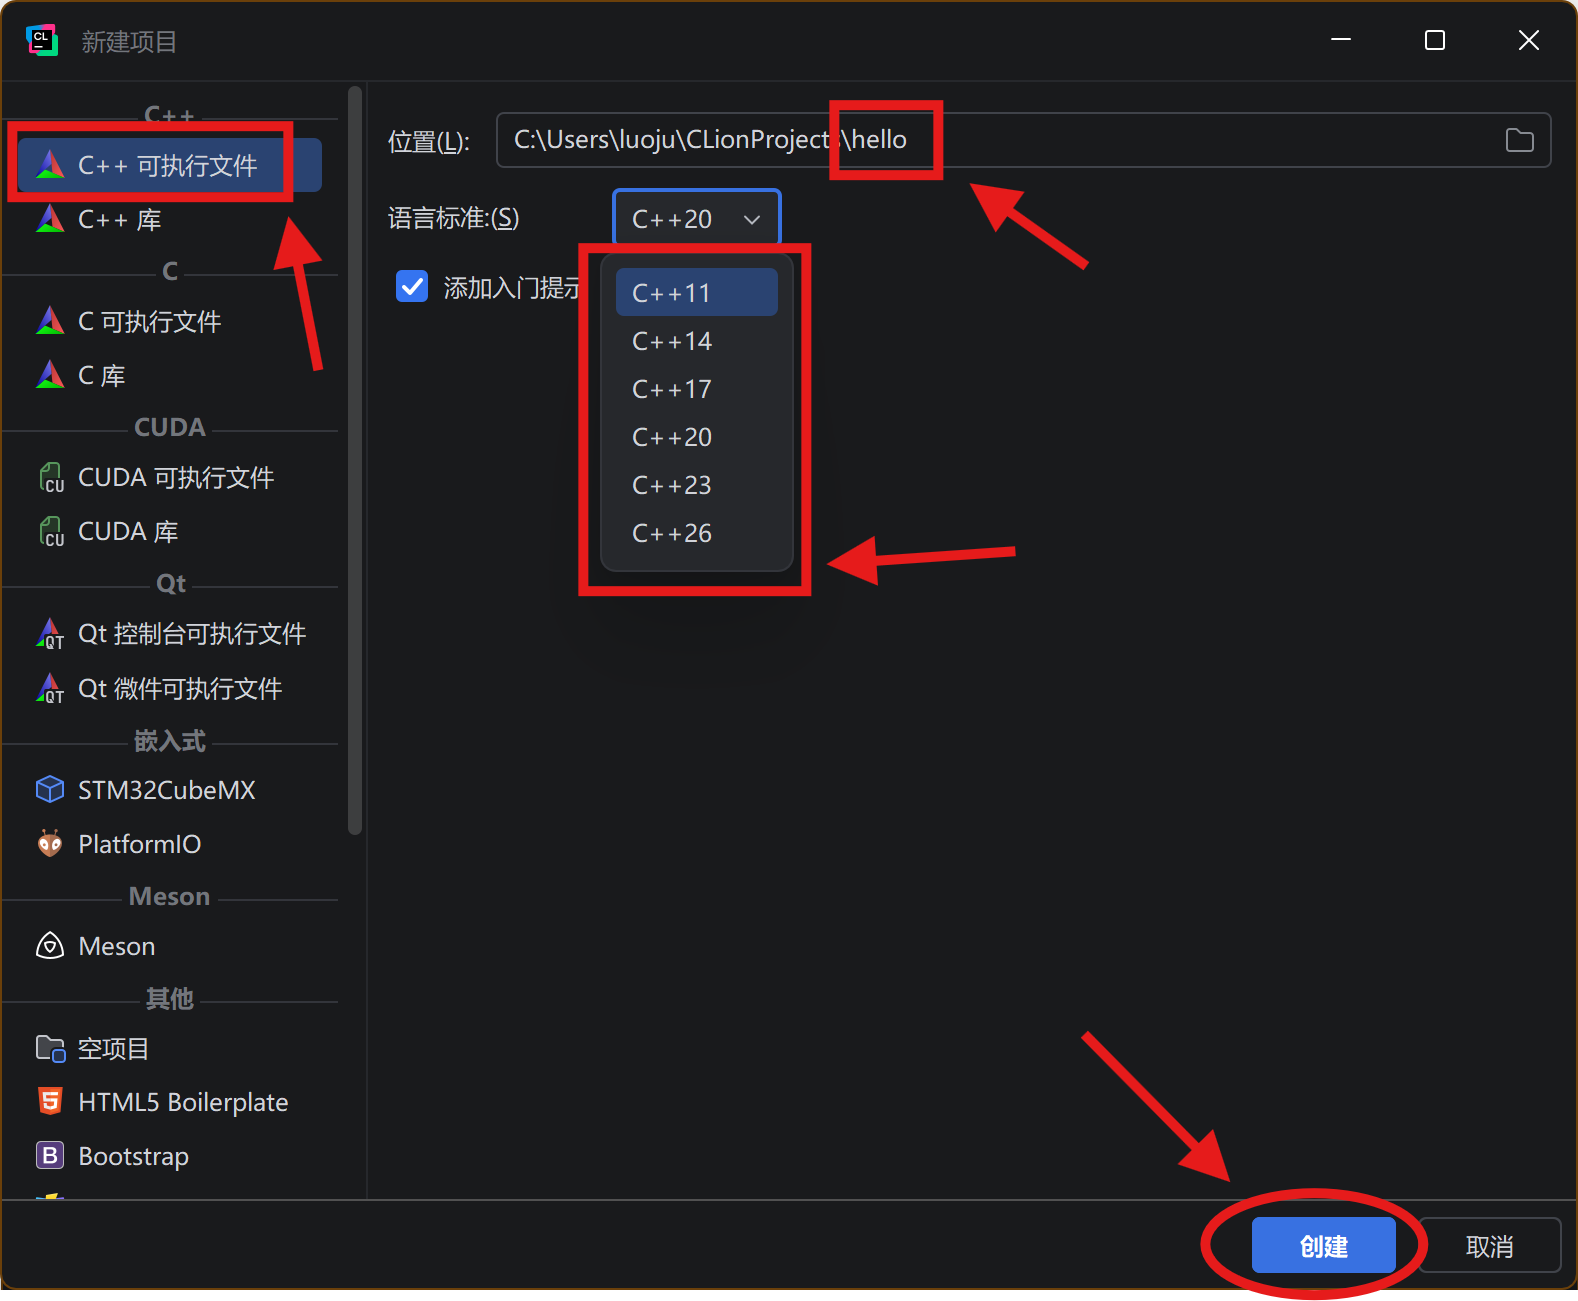 CL
新建项目
C++
C++ 可执行文件
C++ 库
C
C 可执行文件
C 库
CUDA
CUDA 可执行文件
CUDA 库
Qt
Qt 控制台可执行文件
Qt 微件可执行文件
嵌入式
STM32CubeMX
PlatformIO
Meson
Meson
其他
空项目
HTML5 Boilerplate
Bootstrap
位置(L):
C:\Users\luoju\CLionProjects\hello
语言标准:(S)
C++20
添加入门提示
C++11
C++14
C++17
C++20
C++23
C++26
创建
取消